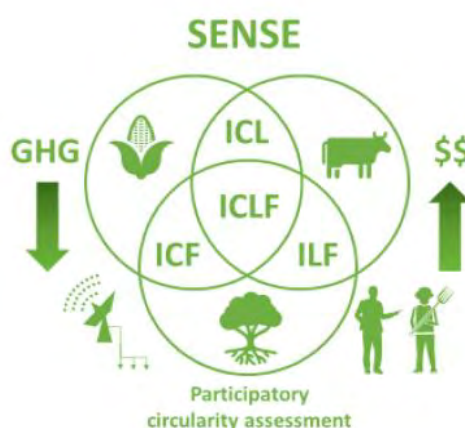 SENSE
GHG
ICL
$$
ICLF
ICF
ILF
Participatory
circularity assessment